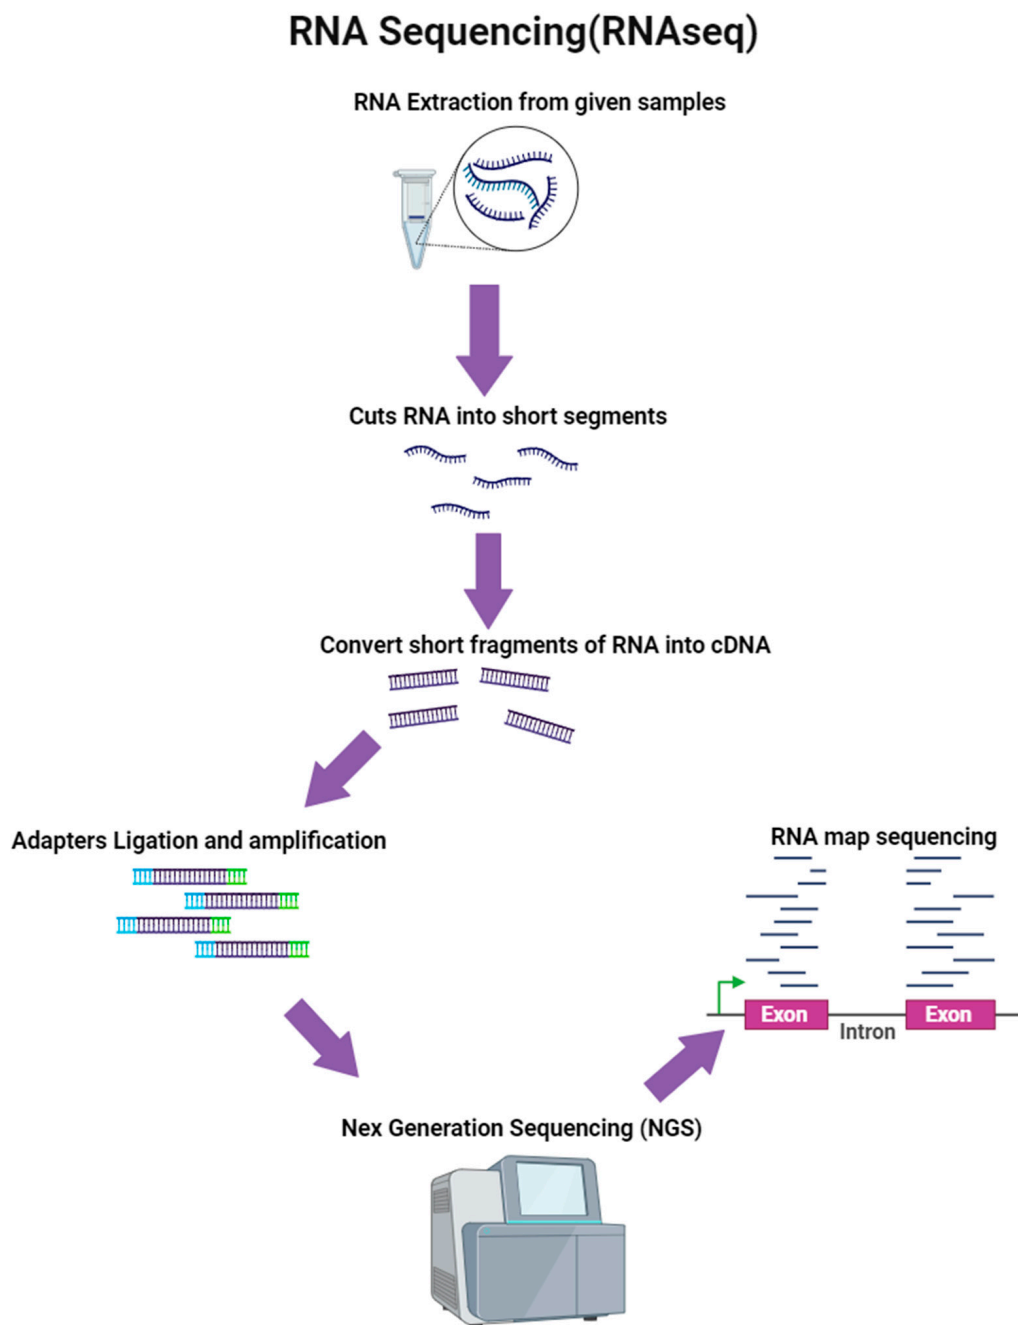 RNA Sequencing(RNAseq)
RNA Extraction from given samples
Cuts RNA into short segments
Convert short fragments of RNA into cDNA
Adapters Ligation and amplification
RNA map sequencing
Exon
Exon
Intron
Nex Generation Sequencing (NGS)